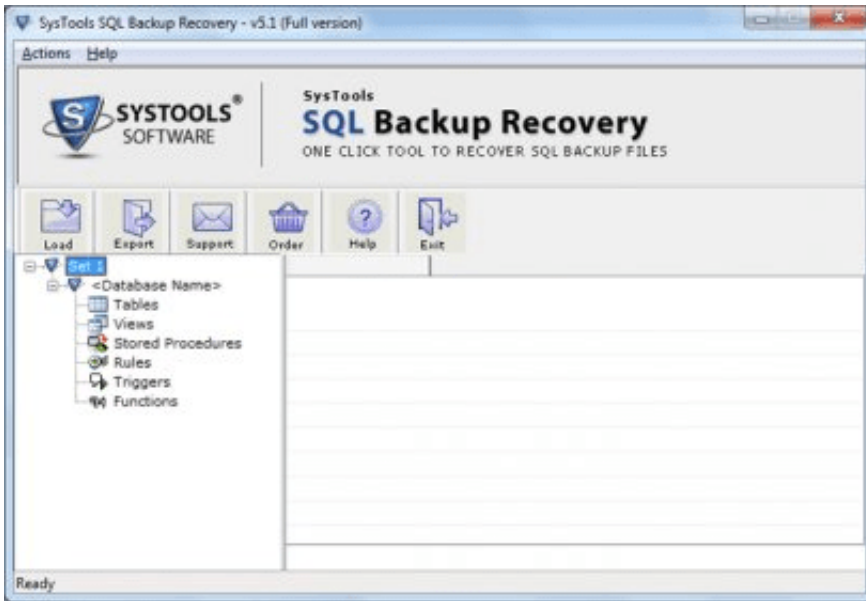 SysTools SQL Backup Recovery - v5.1 (Full version)
Actions Help
SYSTOOLS®
SOFTWARE
SysTools
SQL Backup Recovery
ONE CLICK TOOL TO RECOVER SQL BACKUP FILES
Load Export Support Order Help Exit
Set 1
<Database Name>
Tables
Views
Stored Procedures
Rules
Triggers
Functions
Ready